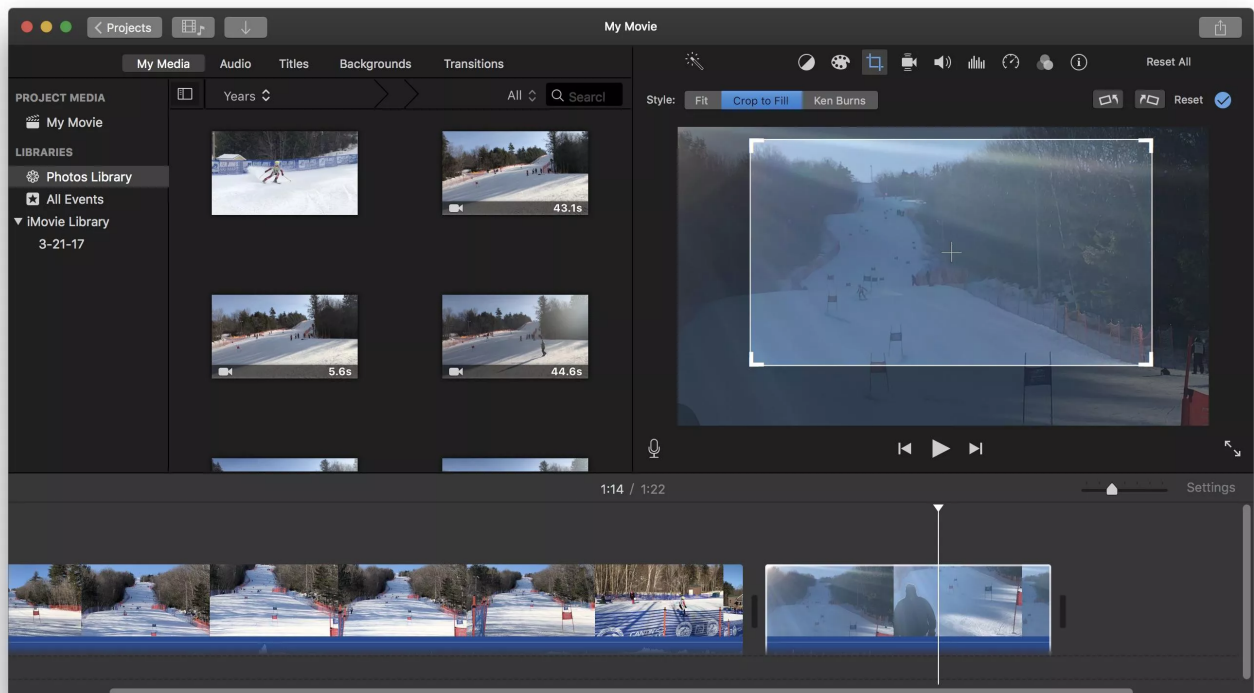 Projects
My Movie
My Media Audio Titles Backgrounds Transitions
Reset All
PROJECT MEDIA
My Movie
LIBRARIES
Photos Library
All Events
iMovie Library
3-21-17
Years
All
Searcl
Style: Fit Crop to Fill Ken Burns
Reset
43.1s
5.6s
44.6s
1:14 / 1:22
Settings